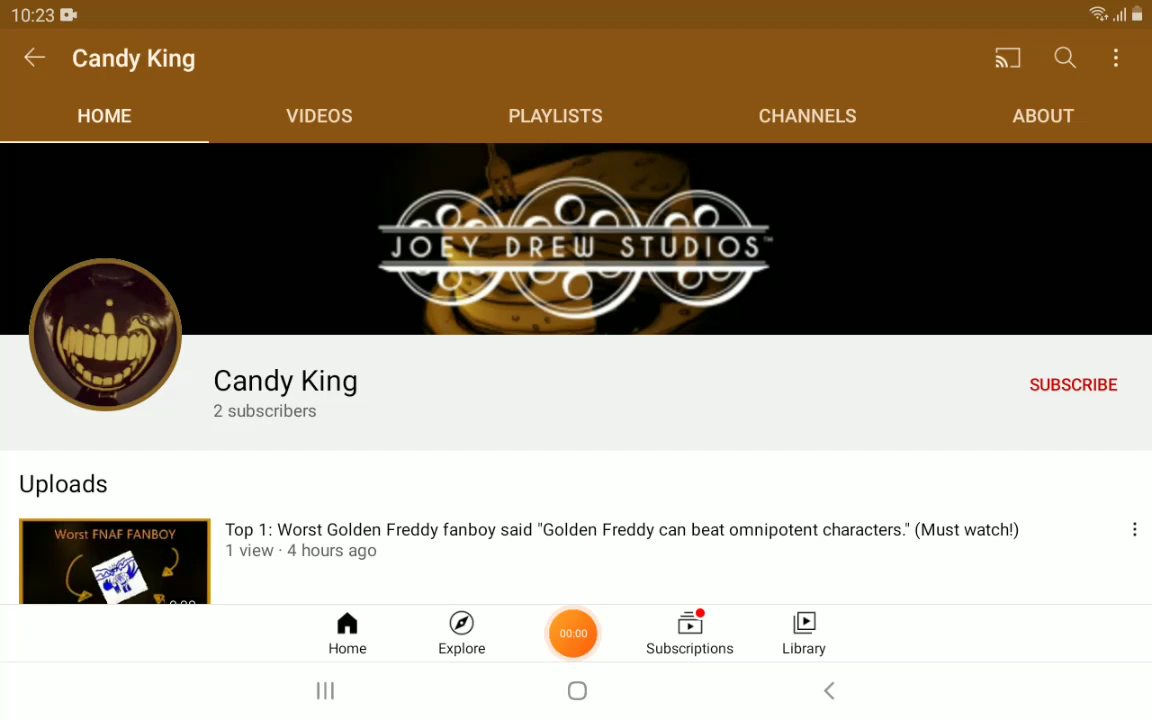 10:23
Candy King
HOME VIDEOS PLAYLISTS CHANNELS ABOUT
JOEY DREW STUDIOS™
Candy King
2 subscribers
SUBSCRIBE
Uploads
Worst FNAF FANBOY
Top 1: Worst Golden Freddy fanboy said "Golden Freddy can beat omnipotent characters." (Must watch!)
1 view · 4 hours ago
Home Explore 00:00 Subscriptions Library